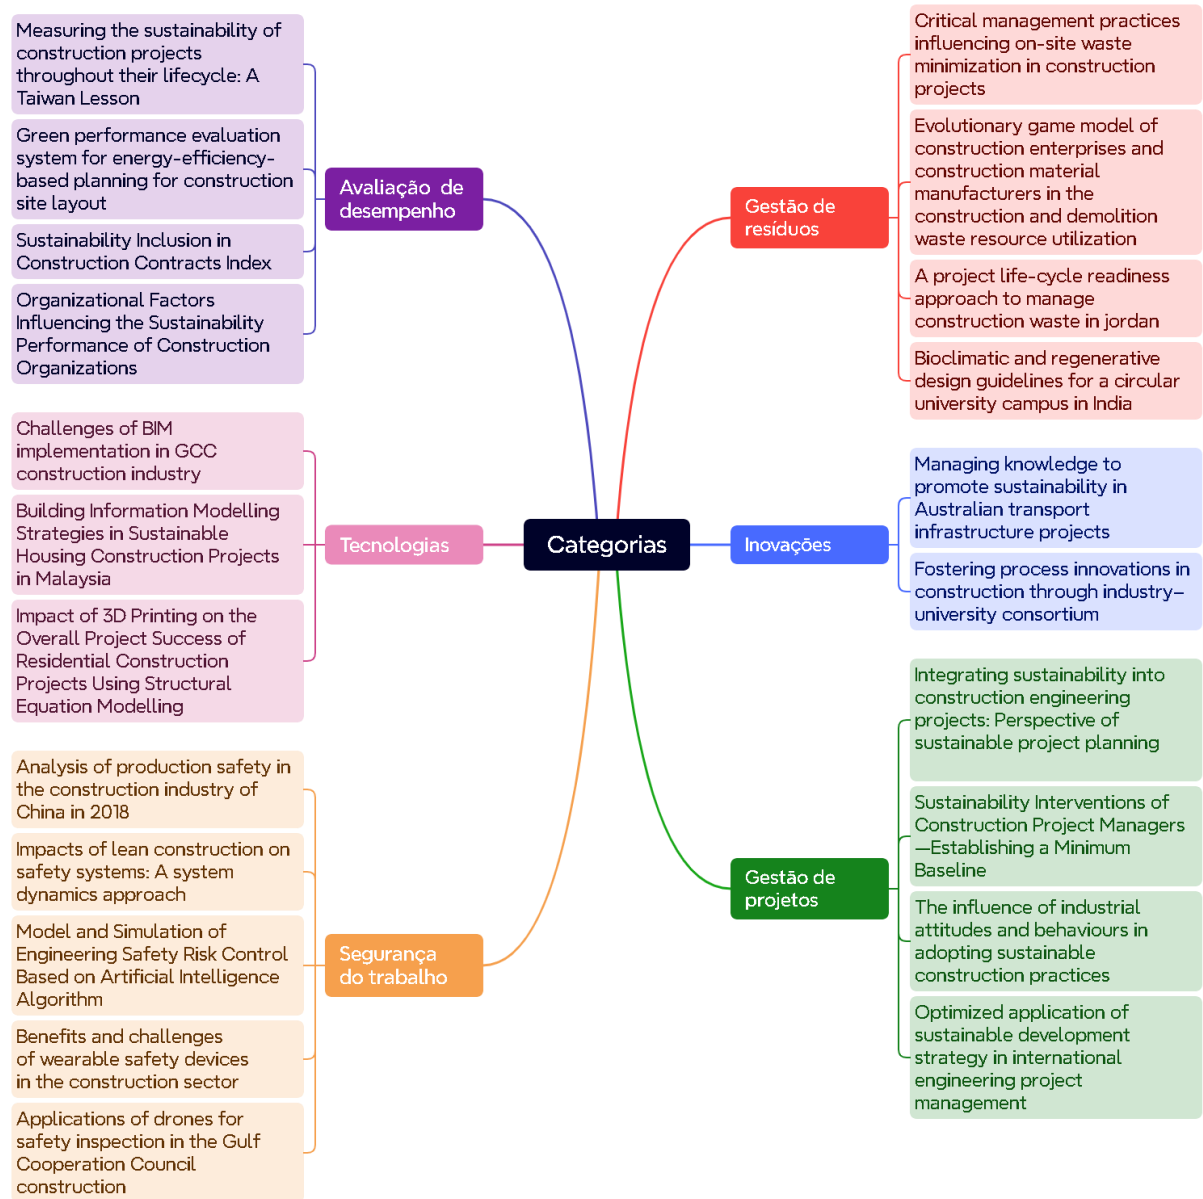 Categorias
Avaliação de
desempenho
Measuring the sustainability of
construction projects
throughout their lifecycle: A
Taiwan Lesson
Green performance evaluation
system for energy-efficiency-
based planning for construction
site layout
Sustainability Inclusion in
Construction Contracts Index
Organizational Factors
Influencing the Sustainability
Performance of Construction
Organizations
Tecnologias
Challenges of BIM
implementation in GCC
construction industry
Building Information Modelling
Strategies in Sustainable
Housing Construction Projects
in Malaysia
Impact of 3D Printing on the
Overall Project Success of
Residential Construction
Projects Using Structural
Equation Modelling
Segurança
do trabalho
Analysis of production safety in
the construction industry of
China in 2018
Impacts of lean construction on
safety systems: A system
dynamics approach
Model and Simulation of
Engineering Safety Risk Control
Based on Artificial Intelligence
Algorithm
Benefits and challenges
of wearable safety devices
in the construction sector
Applications of drones for
safety inspection in the Gulf
Cooperation Council
construction
Gestão de
resíduos
Critical management practices
influencing on-site waste
minimization in construction
projects
Evolutionary game model of
construction enterprises and
construction material
manufacturers in the
construction and demolition
waste resource utilization
A project life-cycle readiness
approach to manage
construction waste in jordan
Bioclimatic and regenerative
design guidelines for a circular
university campus in India
Inovações
Managing knowledge to
promote sustainability in
Australian transport
infrastructure projects
Fostering process innovations in
construction through industry–
university consortium
Gestão de
projetos
Integrating sustainability into
construction engineering
projects: Perspective of
sustainable project planning
Sustainability Interventions of
Construction Project Managers
—Establishing a Minimum
Baseline
The influence of industrial
attitudes and behaviours in
adopting sustainable
construction practices
Optimized application of
sustainable development
strategy in international
engineering project
management